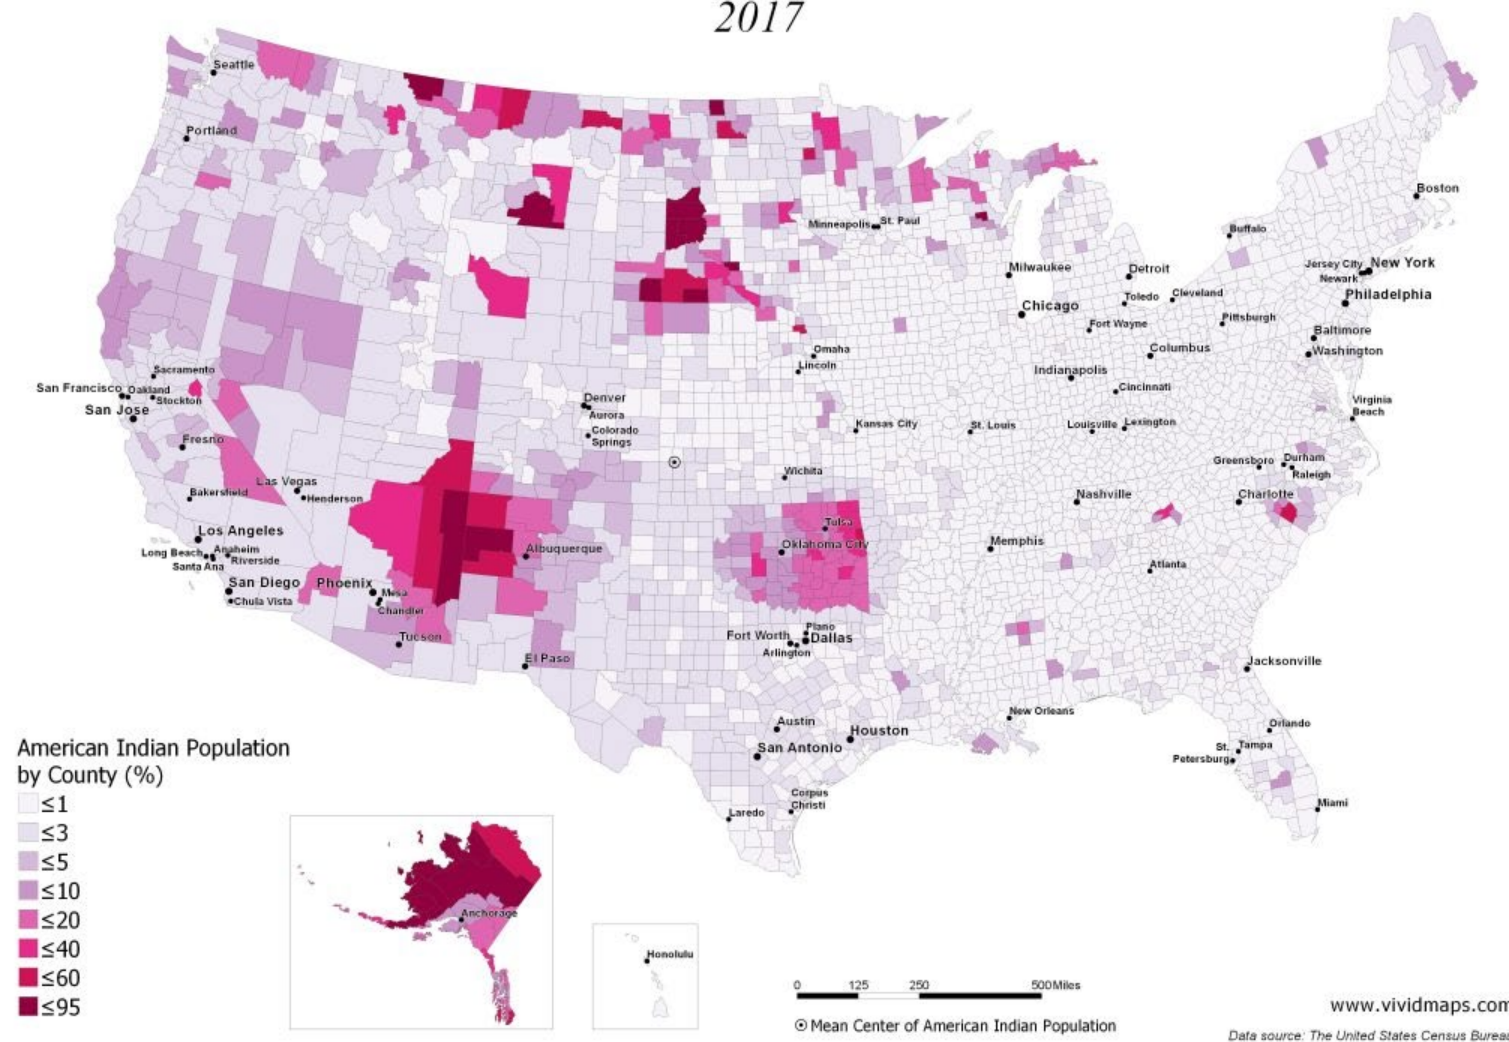 2017
Seattle
Portland
Boston
Minneapolis
St. Paul
Buffalo
Milwaukee
Detroit
Jersey City
New York
Newark
Chicago
Toledo
Cleveland
Philadelphia
Fort Wayne
Pittsburgh
Baltimore
Omaha
Columbus
Washington
Lincoln
Indianapolis
Sacramento
San Francisco
Oakland
Stockton
Cincinnati
San Jose
Denver
Aurora
Virginia
Beach
Colorado
Springs
Kansas City
St. Louis
Louisville
Lexington
Fresno
Greensboro
Durham
Raleigh
Wichita
Las Vegas
Henderson
Bakersfield
Nashville
Charlotte
Tulsa
Los Angeles
Oklahoma City
Albuquerque
Memphis
Long Beach
Anaheim
Santa Ana
Riverside
Atlanta
San Diego
Phoenix
Mesa
Chula Vista
Chandler
Plano
Fort Worth
Dallas
Tucson
Arlington
El Paso
Jacksonville
New Orleans
Austin
Houston
Orlando
San Antonio
St.
Petersburg
Tampa
Corpus
Christi
Laredo
Miami
American Indian Population
by County (%)
≤1
≤3
≤5
≤10
≤20
≤40
≤60
≤95
Anchorage
Honolulu
0 125 250 500 Miles
Mean Center of American Indian Population
www.vividmaps.com
Data source: The United States Census Bureau